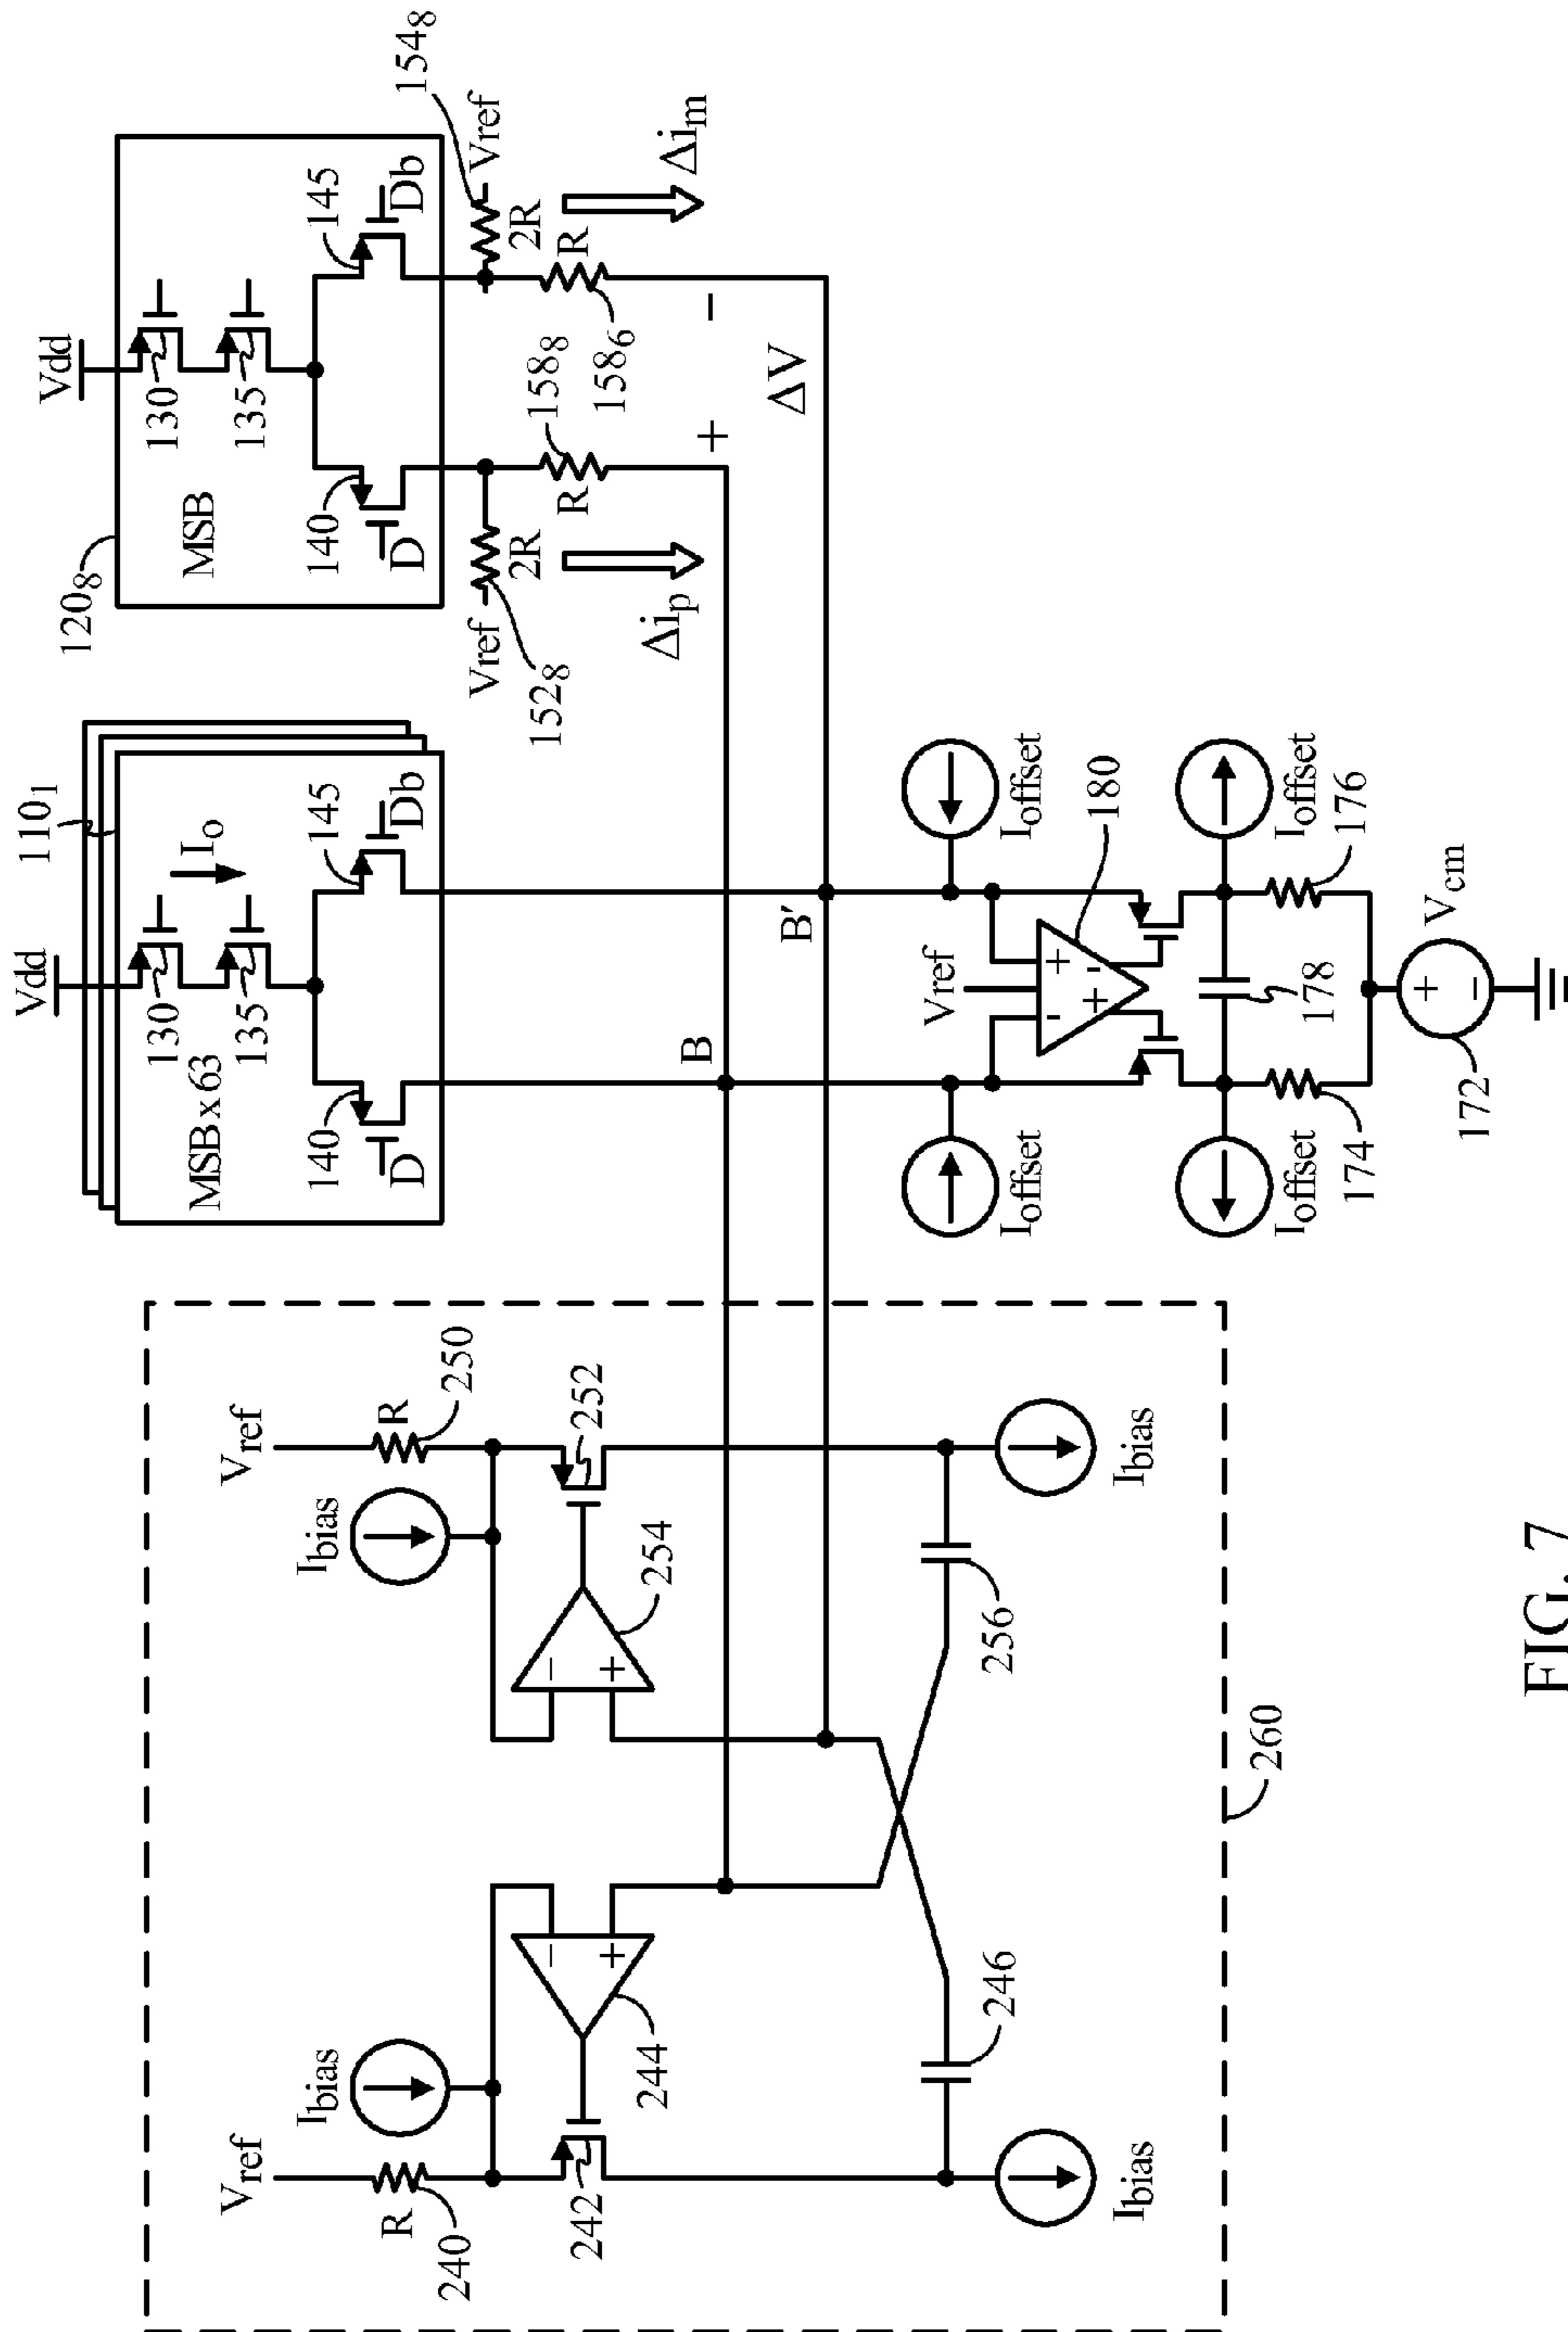 Vdd
120₈
MSB
130
135
140
145
D
Db
Vref
Vref
2R
2R
154₈
152₈
R
R
158₈
158₆
Δiₚ
Δiₘ
+
−
ΔV
Vdd
110₁
MSB x 63
130
135
I₀
140
145
D
Db
B
B'
Ioffset
Ioffset
Vref
-
+
+
-
180
Ioffset
Ioffset
178
174
176
172
+
−
Vcm
Vref
Vref
Ibias
Ibias
R
R
240
250
242
252
244
254
−
+
−
+
246
256
Ibias
Ibias
260
FIG. 7